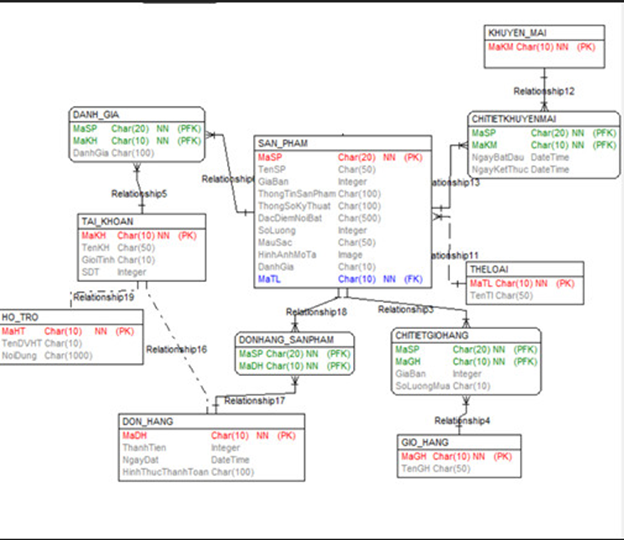 KHUYEN_MAI
MaKM Char(10) NN (PK)
Relationship12
CHITIETKHUYENMAI
MaSP Char(20) NN (PFK)
MaKM Char(10) NN (PFK)
NgayBatDau DateTime
NgayKetThuc DateTime
DANH_GIA
MaSP Char(20) NN (PFK)
MaKH Char(10) NN (PFK)
DanhGia Char(100)
SAN_PHAM
MaSP Char(20) NN (PK)
TenSP Char(50)
GiaBan Integer
ThongTinSanPham Char(100)
ThongSoKyThuat Char(100)
DacDiemNoiBat Char(500)
SoLuong Integer
MauSac Char(50)
HinhAnhMoTa Image
DanhGia Char(10)
MaTL Char(10) NN (FK)
Relationship
ationship13
Relationship5
TAI_KHOAN
MaKH Char(10) NN (PK)
TenKH Char(50)
GioiTinh Char(10)
SDT Integer
ationship11
THELOAI
MaTL Char(10) NN (PK)
TenTl Char(50)
Relationship19
HO_TRO
MaHT Char(10) NN (PK)
TenDVHT Char(10)
NoiDung Char(1000)
Relationship18
Relationship3
DONHANG_SANPHAM
MaSP Char(20) NN (PFK)
MaDH Char(10) NN (PFK)
CHITIETGIOHANG
MaSP Char(20) NN (PFK)
MaGH Char(10) NN (PFK)
GiaBan Integer
SoLuongMua Char(10)
Relationship16
Relationship17
DON_HANG
MaDH Char(10) NN (PK)
ThanhTien Integer
NgayDat DateTime
HinhThucThanhToan Char(100)
Relationship4
GIO_HANG
MaGH Char(10) NN (PK)
TenGH Char(50)